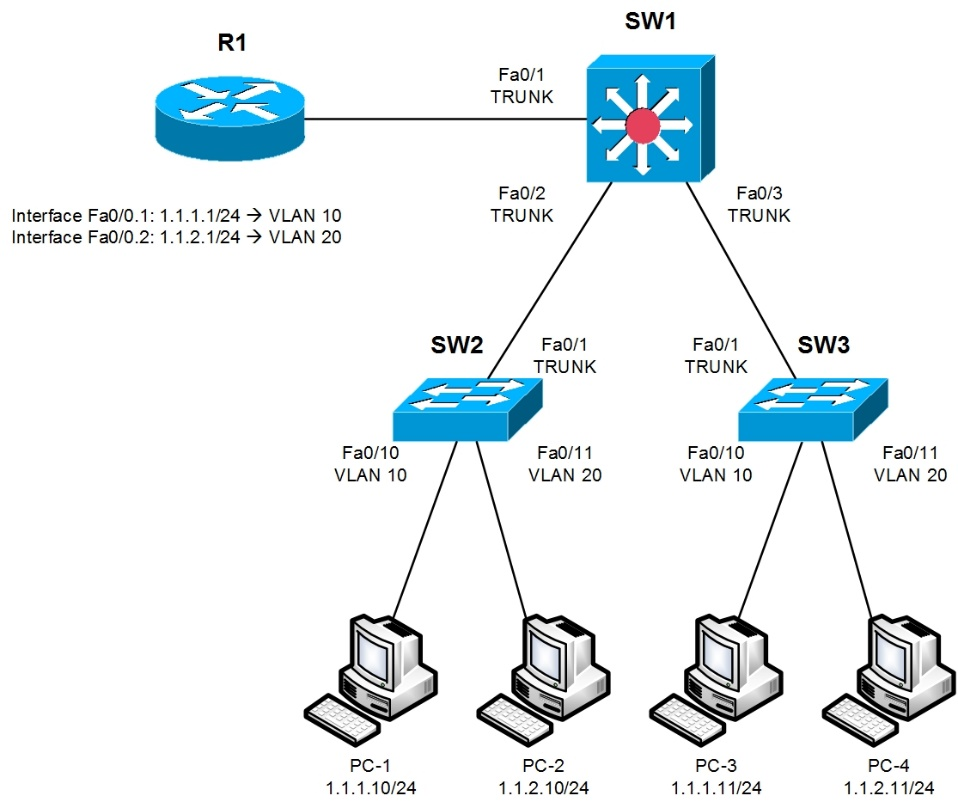 SW1
R1
Fa0/1
TRUNK
Fa0/2
TRUNK
Fa0/3
TRUNK
Interface Fa0/0.1: 1.1.1.1/24 → VLAN 10
Interface Fa0/0.2: 1.1.2.1/24 → VLAN 20
SW2
Fa0/1
TRUNK
Fa0/1
TRUNK
SW3
Fa0/10
VLAN 10
Fa0/11
VLAN 20
Fa0/10
VLAN 10
Fa0/11
VLAN 20
PC-1
1.1.1.10/24
PC-2
1.1.2.10/24
PC-3
1.1.1.11/24
PC-4
1.1.2.11/24